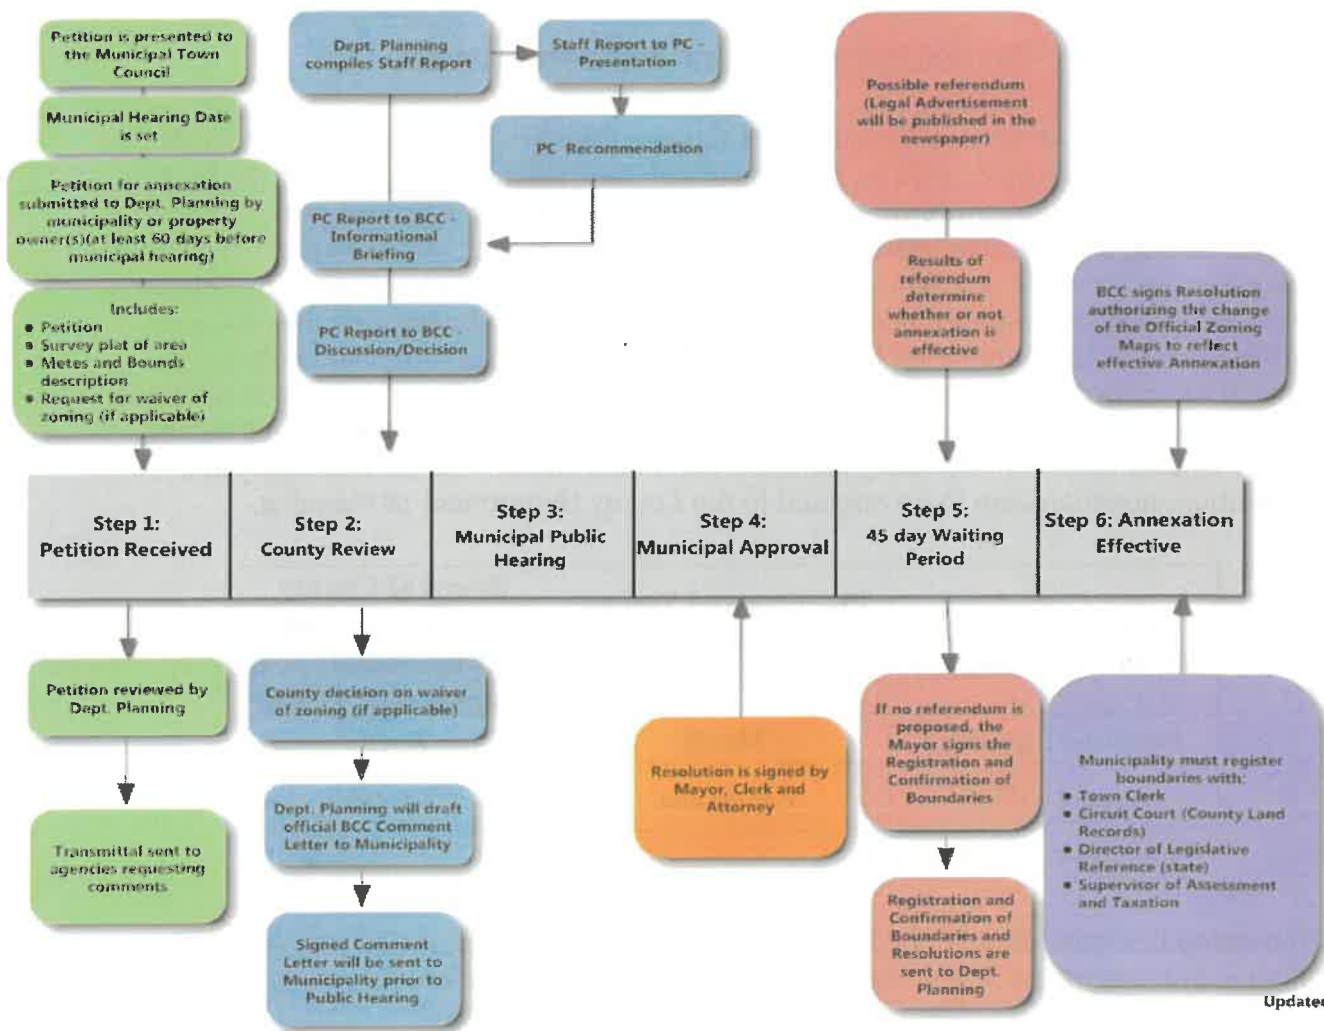 Petition is presented to
the Municipal Town
Council
Municipal Hearing Date
is set
Petition for annexation
submitted to Dept. Planning by
municipality or property
owner(s)(at least 60 days before
municipal hearing)
Includes:
● Petition
● Survey plat of area
● Metes and Bounds
description
● Request for waiver of
zoning (if applicable)
Dept. Planning
compiles Staff Report
Staff Report to PC -
Presentation
PC Recommendation
PC Report to BCC -
Informational
Briefing
PC Report to BCC -
Discussion/Decision
Possible referendum
(Legal Advertisement
will be published in the
newspaper)
Results of
referendum
determine
whether or not
annexation is
effective
BCC signs Resolution
authorizing the change
of the Official Zoning
Maps to reflect
effective Annexation
Step 1:
Petition Received
Step 2:
County Review
Step 3:
Municipal Public
Hearing
Step 4:
Municipal Approval
Step 5:
45 day Waiting
Period
Step 6: Annexation
Effective
Petition reviewed by
Dept. Planning
Transmittal sent to
agencies requesting
comments
County decision on waiver
of zoning (if applicable)
Dept. Planning will draft
official BCC Comment
Letter to Municipality
Signed Comment
Letter will be sent to
Municipality prior to
Public Hearing
Resolution is signed by
Mayor, Clerk and
Attorney
If no referendum is
proposed, the
Mayor signs the
Registration and
Confirmation of
Boundaries
Registration and
Confirmation of
Boundaries and
Resolutions are
sent to Dept.
Planning
Municipality must register
boundaries with:
▪ Town Clerk
▪ Circuit Court (County Land
Records)
▪ Director of Legislative
Reference (state)
▪ Supervisor of Assessment
and Taxation
Updated